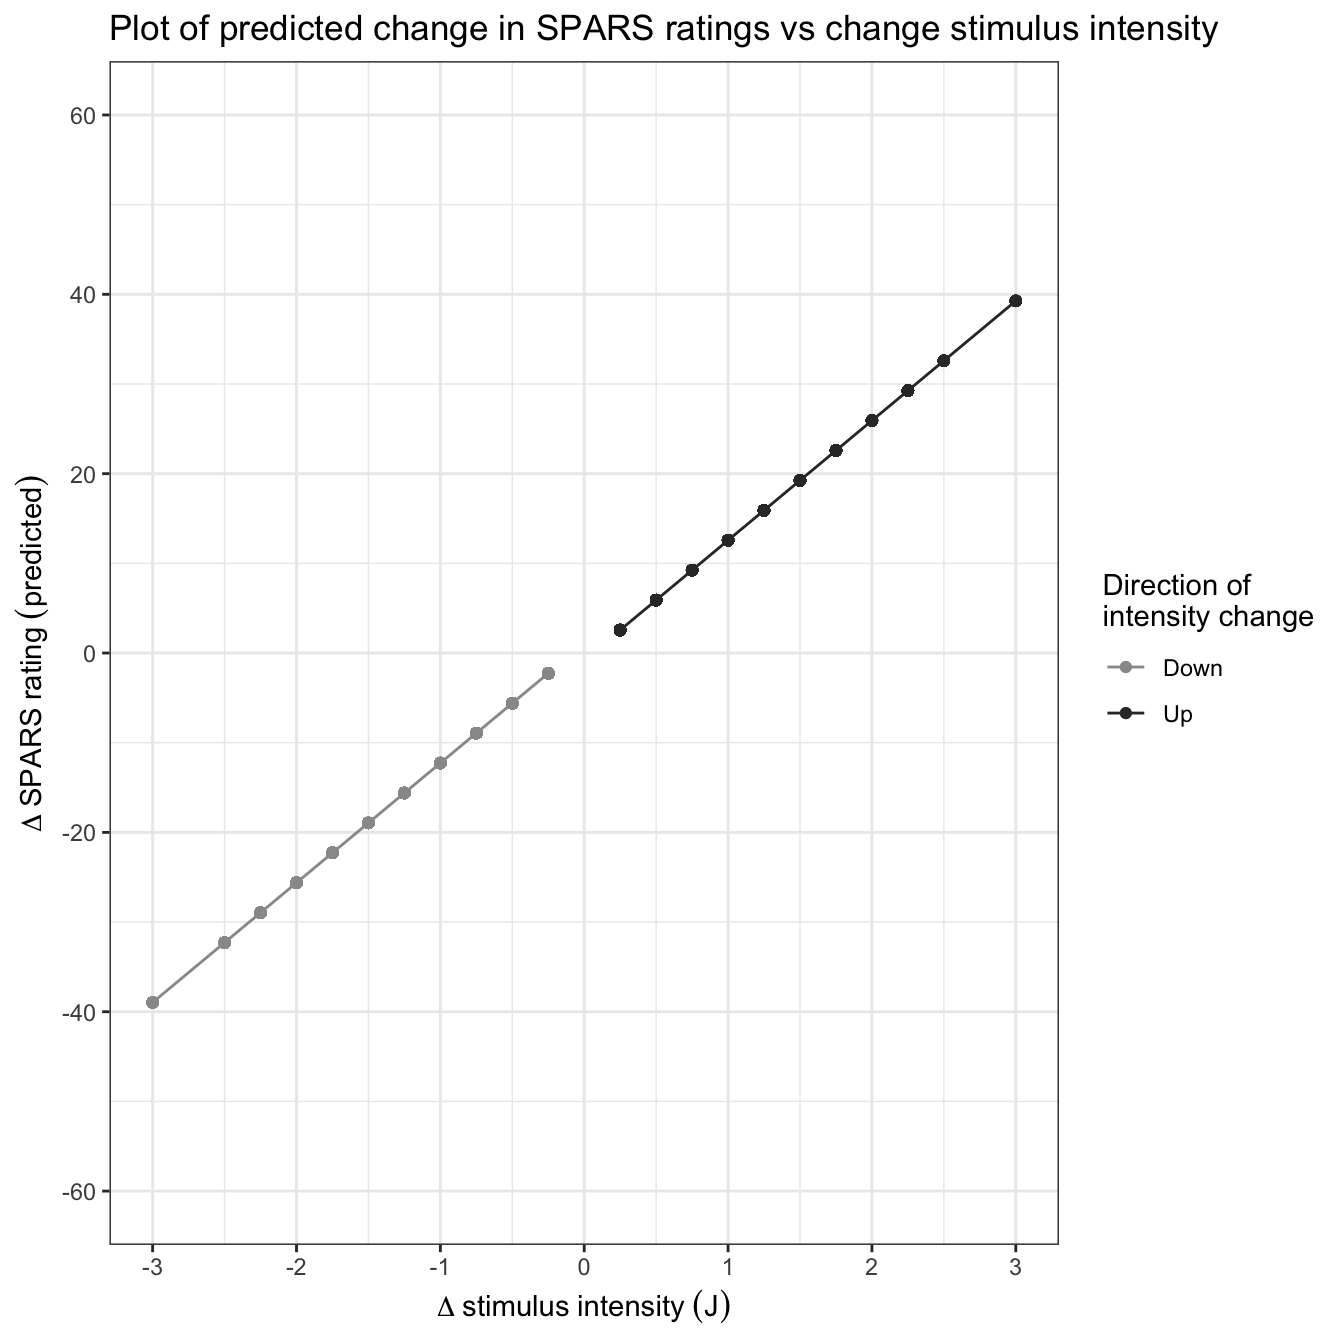 Plot of predicted change in SPARS ratings vs change stimulus intensity
60
40
20
0
-20
-40
-60
Δ SPARS rating (predicted)
-3
-2
-1
0
1
2
3
Δ stimulus intensity (J)
Direction of
intensity change
Down
Up